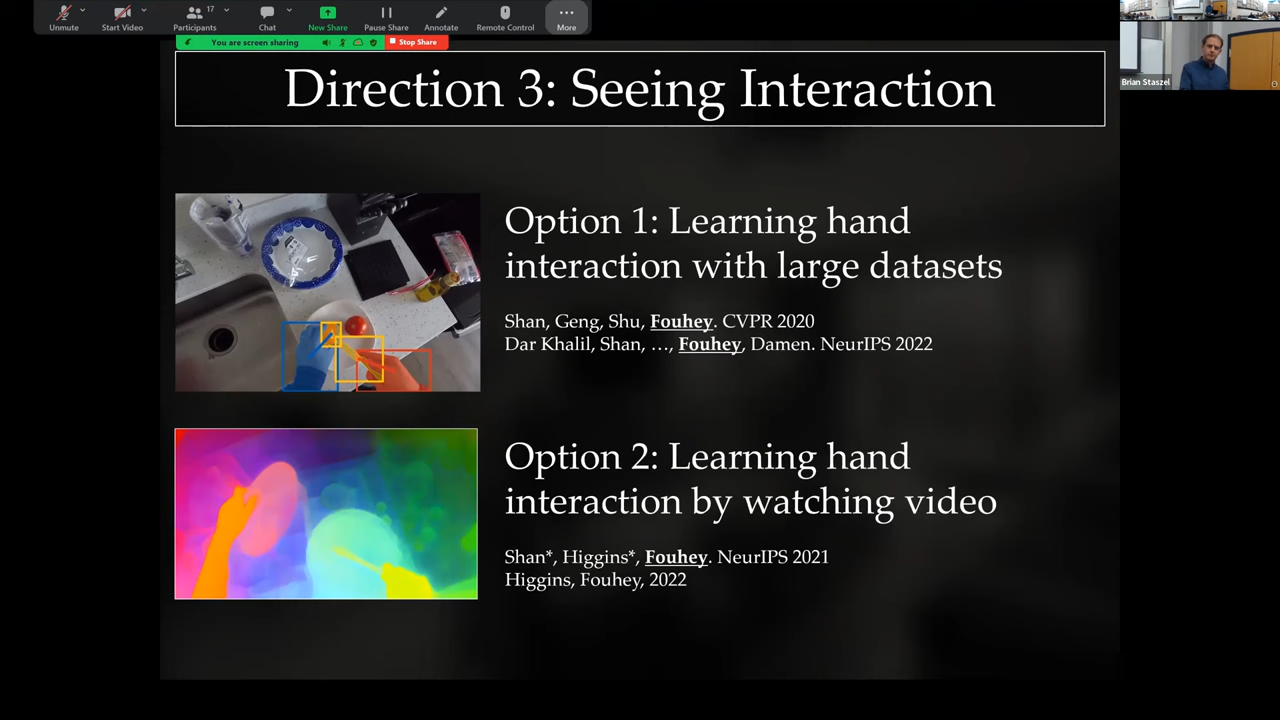 17
Unmute
Start Video
Participants
Chat
New Share
Pause Share
Annotate
Remote Control
More
You are screen sharing
Stop Share
Brian Staszel
Direction 3: Seeing Interaction
Option 1: Learning hand
interaction with large datasets
Shan, Geng, Shu, Fouhey. CVPR 2020
Dar Khalil, Shan, …, Fouhey, Damen. NeurIPS 2022
Option 2: Learning hand
interaction by watching video
Shan*, Higgins*, Fouhey. NeurIPS 2021
Higgins, Fouhey, 2022